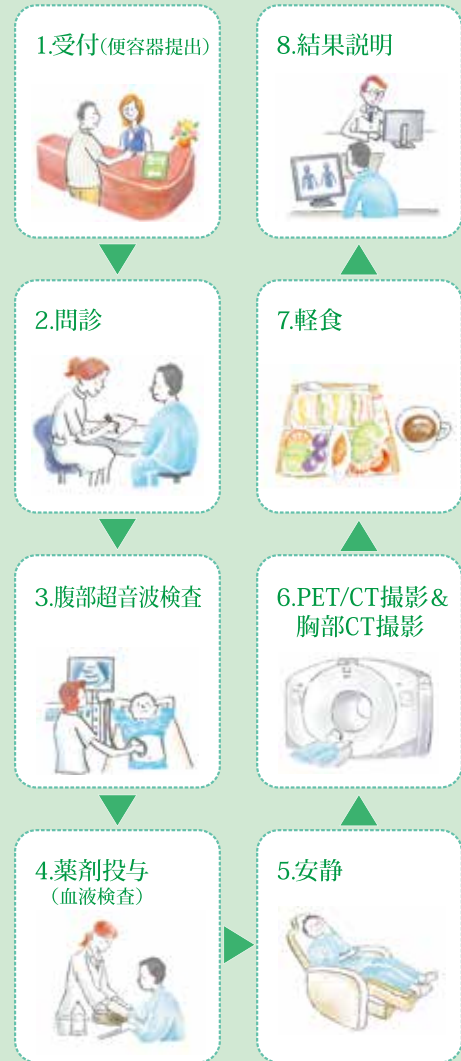 1.受付(便容器提出)
2.問診
3.腹部超音波検査
4.薬剤投与
(血液検査)
5.安静
6.PET/CT撮影&
胸部CT撮影
7.軽食
8.結果説明